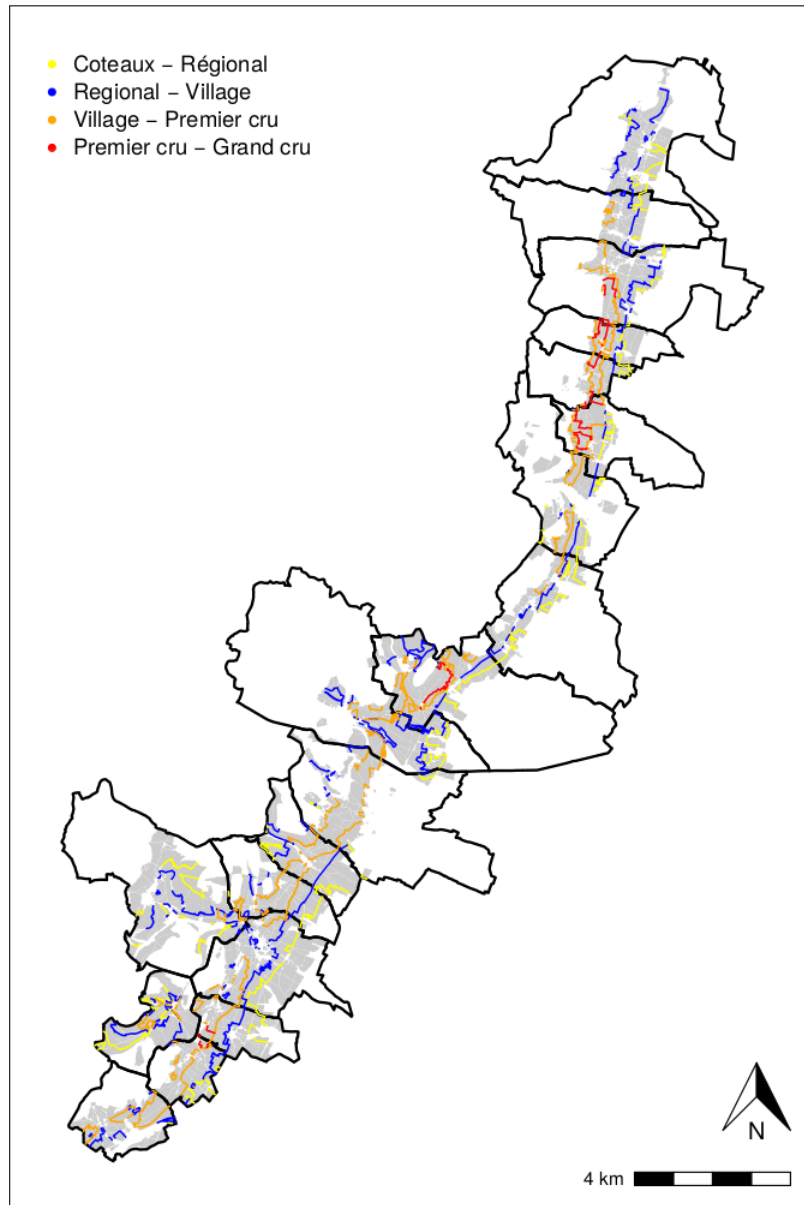 Coteaux − Régional
Regional − Village
Village − Premier cru
Premier cru − Grand cru
N
4 km